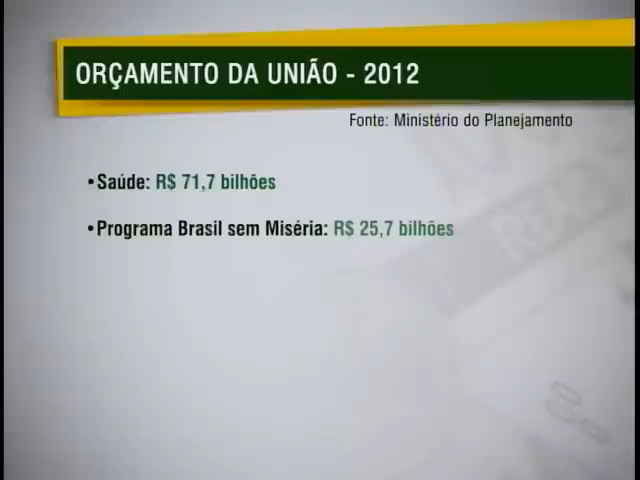 ORÇAMENTO DA UNIÃO - 2012
Fonte: Ministério do Planejamento
•Saúde: R$ 71,7 bilhões
•Programa Brasil sem Miséria: R$ 25,7 bilhões